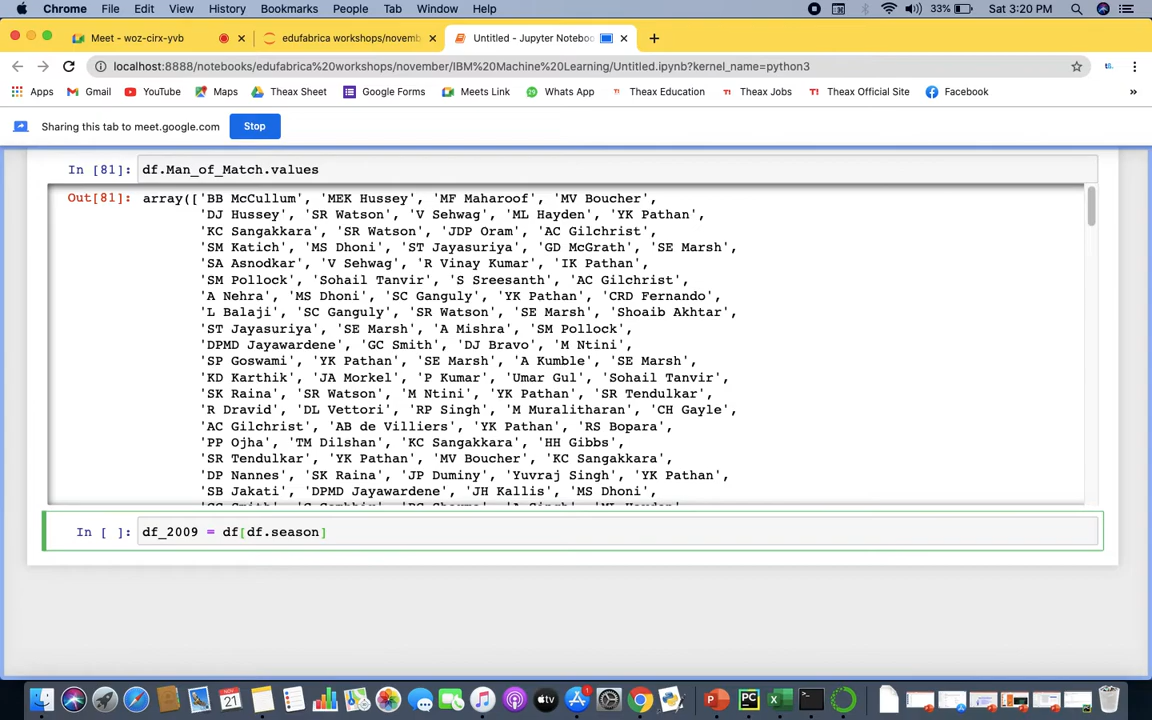 Chrome File Edit View History Bookmarks People Tab Window Help 33% Sat 3:20 PM
Meet - woz-cirx-yvb edufabrica workshops/novemb Untitled - Jupyter Noteboo
localhost:8888/notebooks/edufabrica%20workshops/november/IBM%20Machine%20Learning/Untitled.ipynb?kernel_name=python3
Apps Gmail YouTube Maps Theax Sheet Google Forms Meets Link Whats App Theax Education Theax Jobs Theax Official Site Facebook »
Sharing this tab to meet.google.com Stop
In [81]: df.Man_of_Match.values
Out[81]: array(['BB McCullum', 'MEK Hussey', 'MF Maharoof', 'MV Boucher',
'DJ Hussey', 'SR Watson', 'V Sehwag', 'ML Hayden', 'YK Pathan',
'KC Sangakkara', 'SR Watson', 'JDP Oram', 'AC Gilchrist',
'SM Katich', 'MS Dhoni', 'ST Jayasuriya', 'GD McGrath', 'SE Marsh',
'SA Asnodkar', 'V Sehwag', 'R Vinay Kumar', 'IK Pathan',
'SM Pollock', 'Sohail Tanvir', 'S Sreesanth', 'AC Gilchrist',
'A Nehra', 'MS Dhoni', 'SC Ganguly', 'YK Pathan', 'CRD Fernando',
'L Balaji', 'SC Ganguly', 'SR Watson', 'SE Marsh', 'Shoaib Akhtar',
'ST Jayasuriya', 'SE Marsh', 'A Mishra', 'SM Pollock',
'DPMD Jayawardene', 'GC Smith', 'DJ Bravo', 'M Ntini',
'SP Goswami', 'YK Pathan', 'SE Marsh', 'A Kumble', 'SE Marsh',
'KD Karthik', 'JA Morkel', 'P Kumar', 'Umar Gul', 'Sohail Tanvir',
'SK Raina', 'SR Watson', 'M Ntini', 'YK Pathan', 'SR Tendulkar',
'R Dravid', 'DL Vettori', 'RP Singh', 'M Muralitharan', 'CH Gayle',
'AC Gilchrist', 'AB de Villiers', 'YK Pathan', 'RS Bopara',
'PP Ojha', 'TM Dilshan', 'KC Sangakkara', 'HH Gibbs',
'SR Tendulkar', 'YK Pathan', 'MV Boucher', 'KC Sangakkara',
'DP Nannes', 'SK Raina', 'JP Duminy', 'Yuvraj Singh', 'YK Pathan',
'SB Jakati', 'DPMD Jayawardene', 'JH Kallis', 'MS Dhoni',
In [ ]: df_2009 = df[df.season]